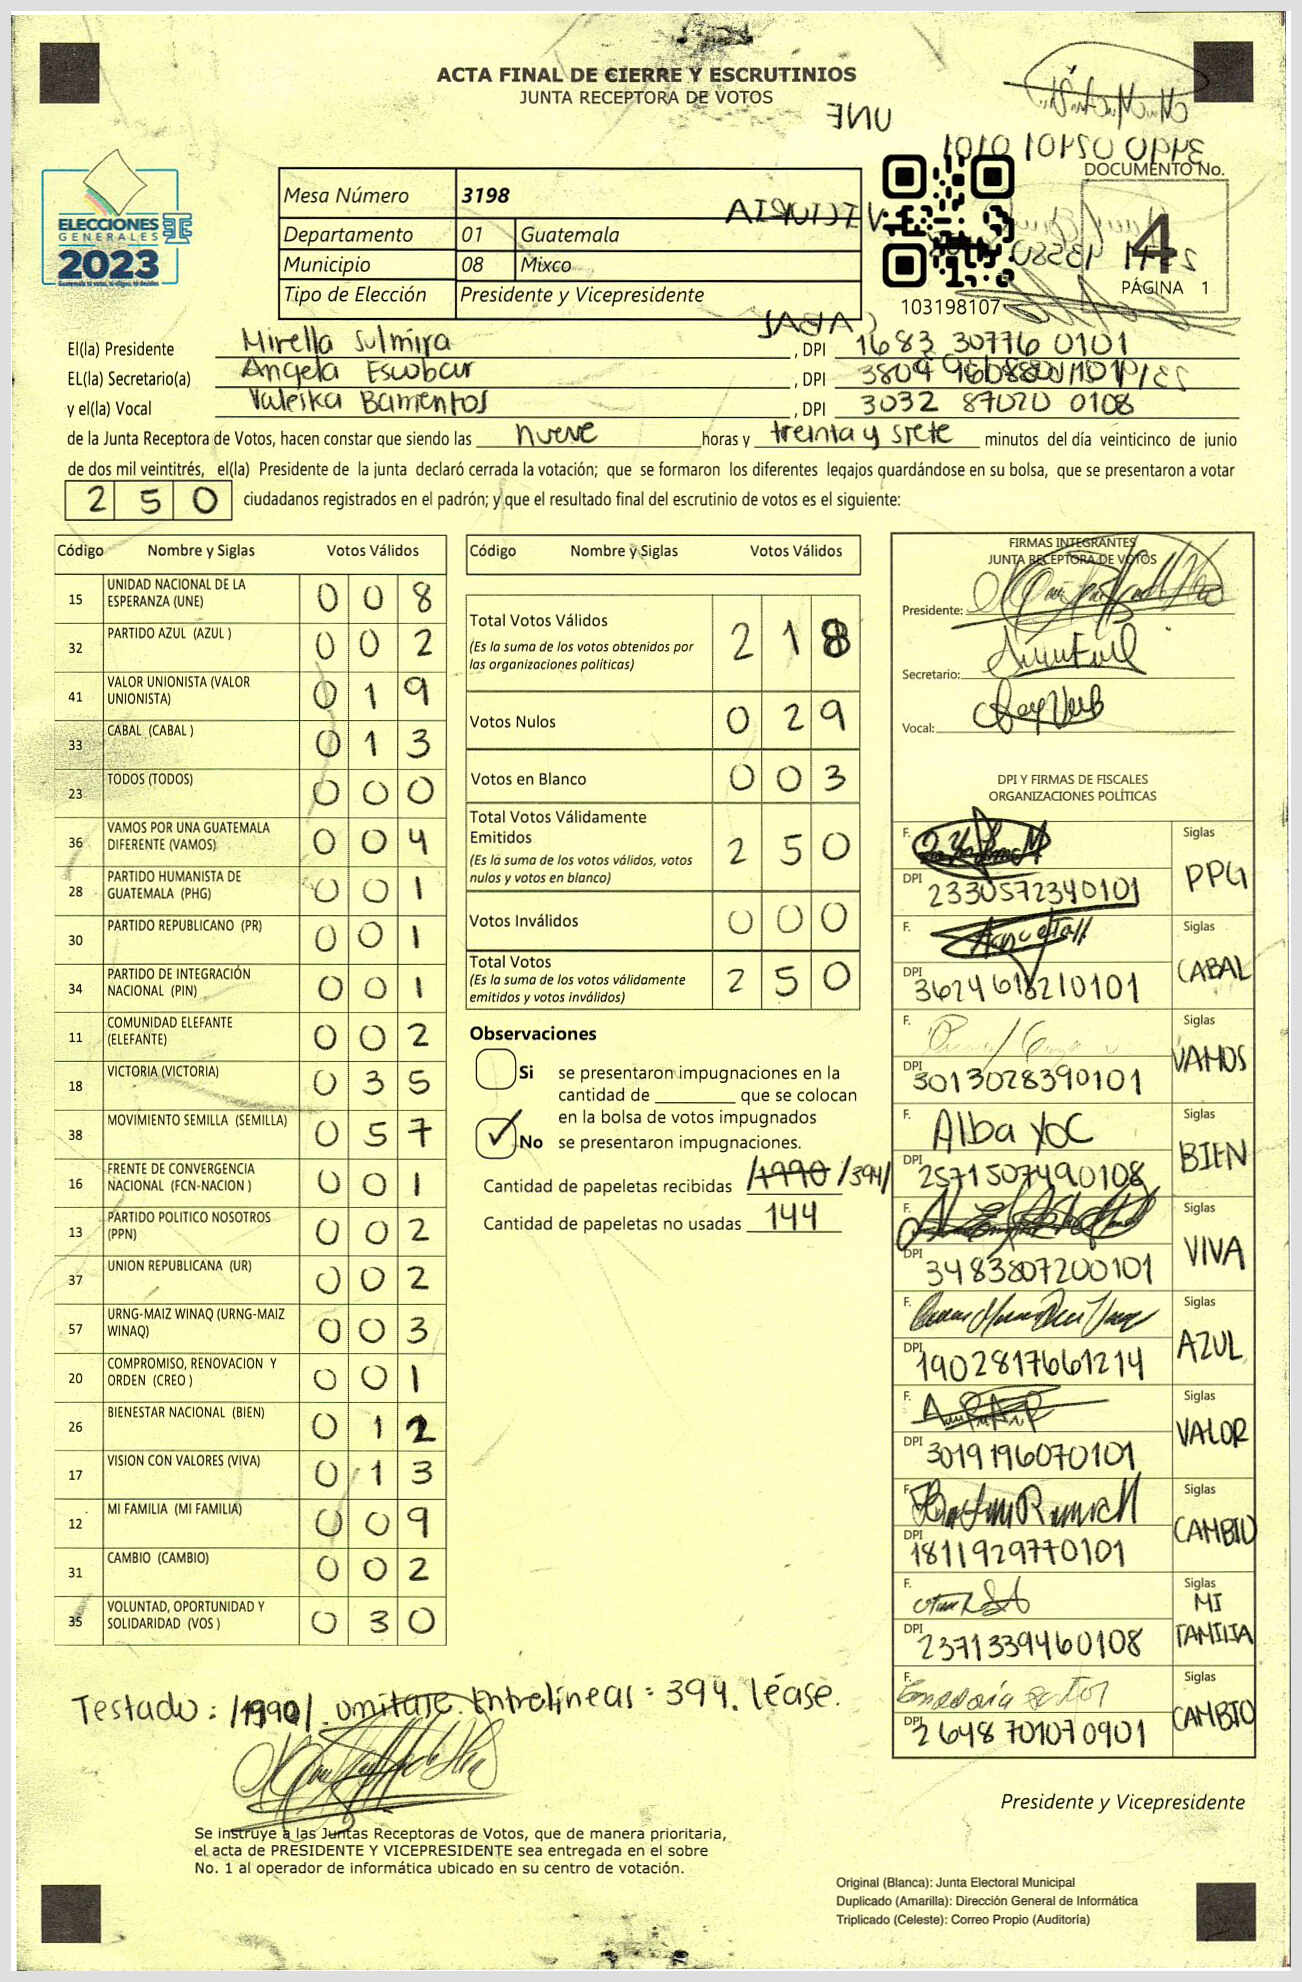 ACTA FINAL DE CIERRE Y ESCRUTINIOS
JUNTA RECEPTORA DE VOTOS
UNE
3490 02401 0101
DOCUMENTO No.
4
PÁGINA 1
ELECCIONES
GENERALES
2023
Mesa Número 3198
Departamento 01 Guatemala
Municipio 08 Mixco
Tipo de Elección Presidente y Vicepresidente
VICTORIA
103198107
CABAL
El(la) Presidente Mirella Sulmira , DPI 1683 30776 0101
EL(la) Secretario(a) Angela Escobar , DPI 3804
y el(la) Vocal Valeska Barrientos , DPI 3032 87020 0108
de la Junta Receptora de Votos, hacen constar que siendo las nueve horas y treinta y siete minutos del día veinticinco de junio
de dos mil veintitrés, el(la) Presidente de la junta declaró cerrada la votación; que se formaron los diferentes legajos quardándose en su bolsa, que se presentaron a votar
250 ciudadanos registrados en el padrón; y que el resultado final del escrutinio de votos es el siguiente:
Código Nombre y Siglas Votos Válidos
15 UNIDAD NACIONAL DE LA ESPERANZA (UNE) 0 0 8
32 PARTIDO AZUL (AZUL ) 0 0 2
41 VALOR UNIONISTA (VALOR UNIONISTA) 0 1 9
33 CABAL (CABAL ) 0 1 3
23 TODOS (TODOS) 0 0 0
36 VAMOS POR UNA GUATEMALA DIFERENTE (VAMOS) 0 0 4
28 PARTIDO HUMANISTA DE GUATEMALA (PHG) 0 0 1
30 PARTIDO REPUBLICANO (PR) 0 0 1
34 PARTIDO DE INTEGRACIÓN NACIONAL (PIN) 0 0 1
11 COMUNIDAD ELEFANTE (ELEFANTE) 0 0 2
18 VICTORIA (VICTORIA) 0 3 5
38 MOVIMIENTO SEMILLA (SEMILLA) 0 5 7
16 FRENTE DE CONVERGENCIA NACIONAL (FCN-NACION ) 0 0 1
13 PARTIDO POLITICO NOSOTROS (PPN) 0 0 2
37 UNION REPUBLICANA (UR) 0 0 2
57 URNG-MAIZ WINAQ (URNG-MAIZ WINAQ) 0 0 3
20 COMPROMISO, RENOVACION Y ORDEN (CREO ) 0 0 1
26 BIENESTAR NACIONAL (BIEN) 0 1 2
17 VISION CON VALORES (VIVA) 0 1 3
12 MI FAMILIA (MI FAMILIA) 0 0 9
31 CAMBIO (CAMBIO) 0 0 2
35 VOLUNTAD, OPORTUNIDAD Y SOLIDARIDAD (VOS ) 0 3 0
Código Nombre y Siglas Votos Válidos
Total Votos Válidos 2 1 8
(Es la suma de los votos obtenidos por
las organizaciones políticas)
Votos Nulos 0 2 9
Votos en Blanco 0 0 3
Total Votos Válidamente
Emitidos 2 5 0
(Es lá suma de los votos válidos, votos
nulos y votos en blanco)
Votos Inválidos 0 0 0
Total Votos 2 5 0
(Es la suma de los votos válidamente
emitidos y votos inválidos)
Observaciones
Si se presentaron impugnaciones en la
cantidad de ________ que se colocan
en la bolsa de votos impugnados
✓ No se presentaron impugnaciones.
Cantidad de papeletas recibidas /1990/394/
Cantidad de papeletas no usadas 144
FIRMAS INTEGRANTES
JUNTA RECEPTORA DE VOTOS
Presidente:
Secretario:
Vocal:
DPI Y FIRMAS DE FISCALES
ORGANIZACIONES POLÍTICAS
F. Siglas PPG
DPI 2330572340101
F. Siglas CABAL
DPI 3624618210101
F. Siglas VAMOS
DPI 3013028390101
F. Alba YOC Siglas BIEN
DPI 2571507490108
F. Siglas VIVA
DPI 3483807200101
F. Siglas AZUL
DPI 1902817661214
F. Siglas VALOR
DPI 3019196070101
F. Siglas CAMBIO
DPI 1811929770101
F. Siglas MI FAMILIA
DPI 2371339460108
F. Siglas CAMBIO
DPI 2648701070901
Testado: /1990/. omitase. Entrelíneas: 394. léase.
Presidente y Vicepresidente
Se instruye a las Juntas Receptoras de Votos, que de manera prioritaria,
el acta de PRESIDENTE Y VICEPRESIDENTE sea entregada en el sobre
No. 1 al operador de informática ubicado en su centro de votación.
Original (Blanca): Junta Electoral Municipal
Duplicado (Amarilla): Dirección General de Informática
Triplicado (Celeste): Correo Propio (Auditoría)